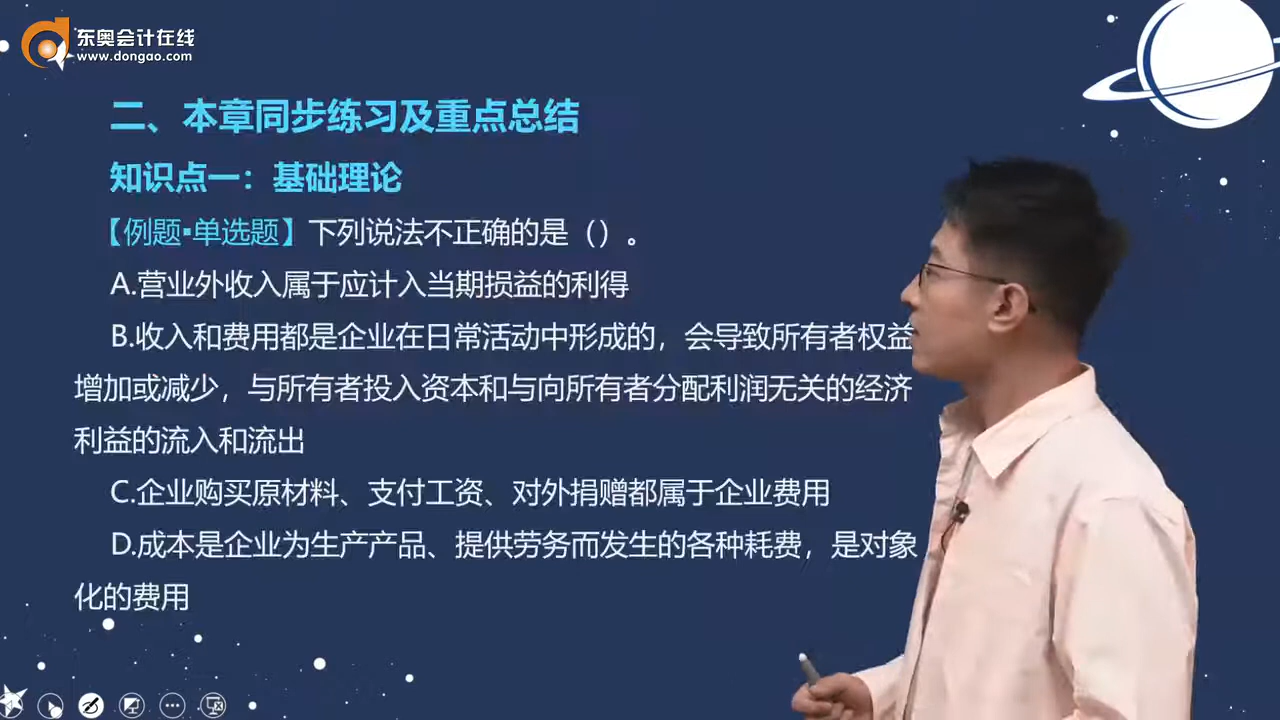 东奥会计在线
www.dongao.com
二、本章同步练习及重点总结
知识点一：基础理论
【例题▪单选题】下列说法不正确的是（）。
A.营业外收入属于应计入当期损益的利得
B.收入和费用都是企业在日常活动中形成的，会导致所有者权益
增加或减少，与所有者投入资本和与向所有者分配利润无关的经济
利益的流入和流出
C.企业购买原材料、支付工资、对外捐赠都属于企业费用
D.成本是企业为生产产品、提供劳务而发生的各种耗费，是对象
化的费用